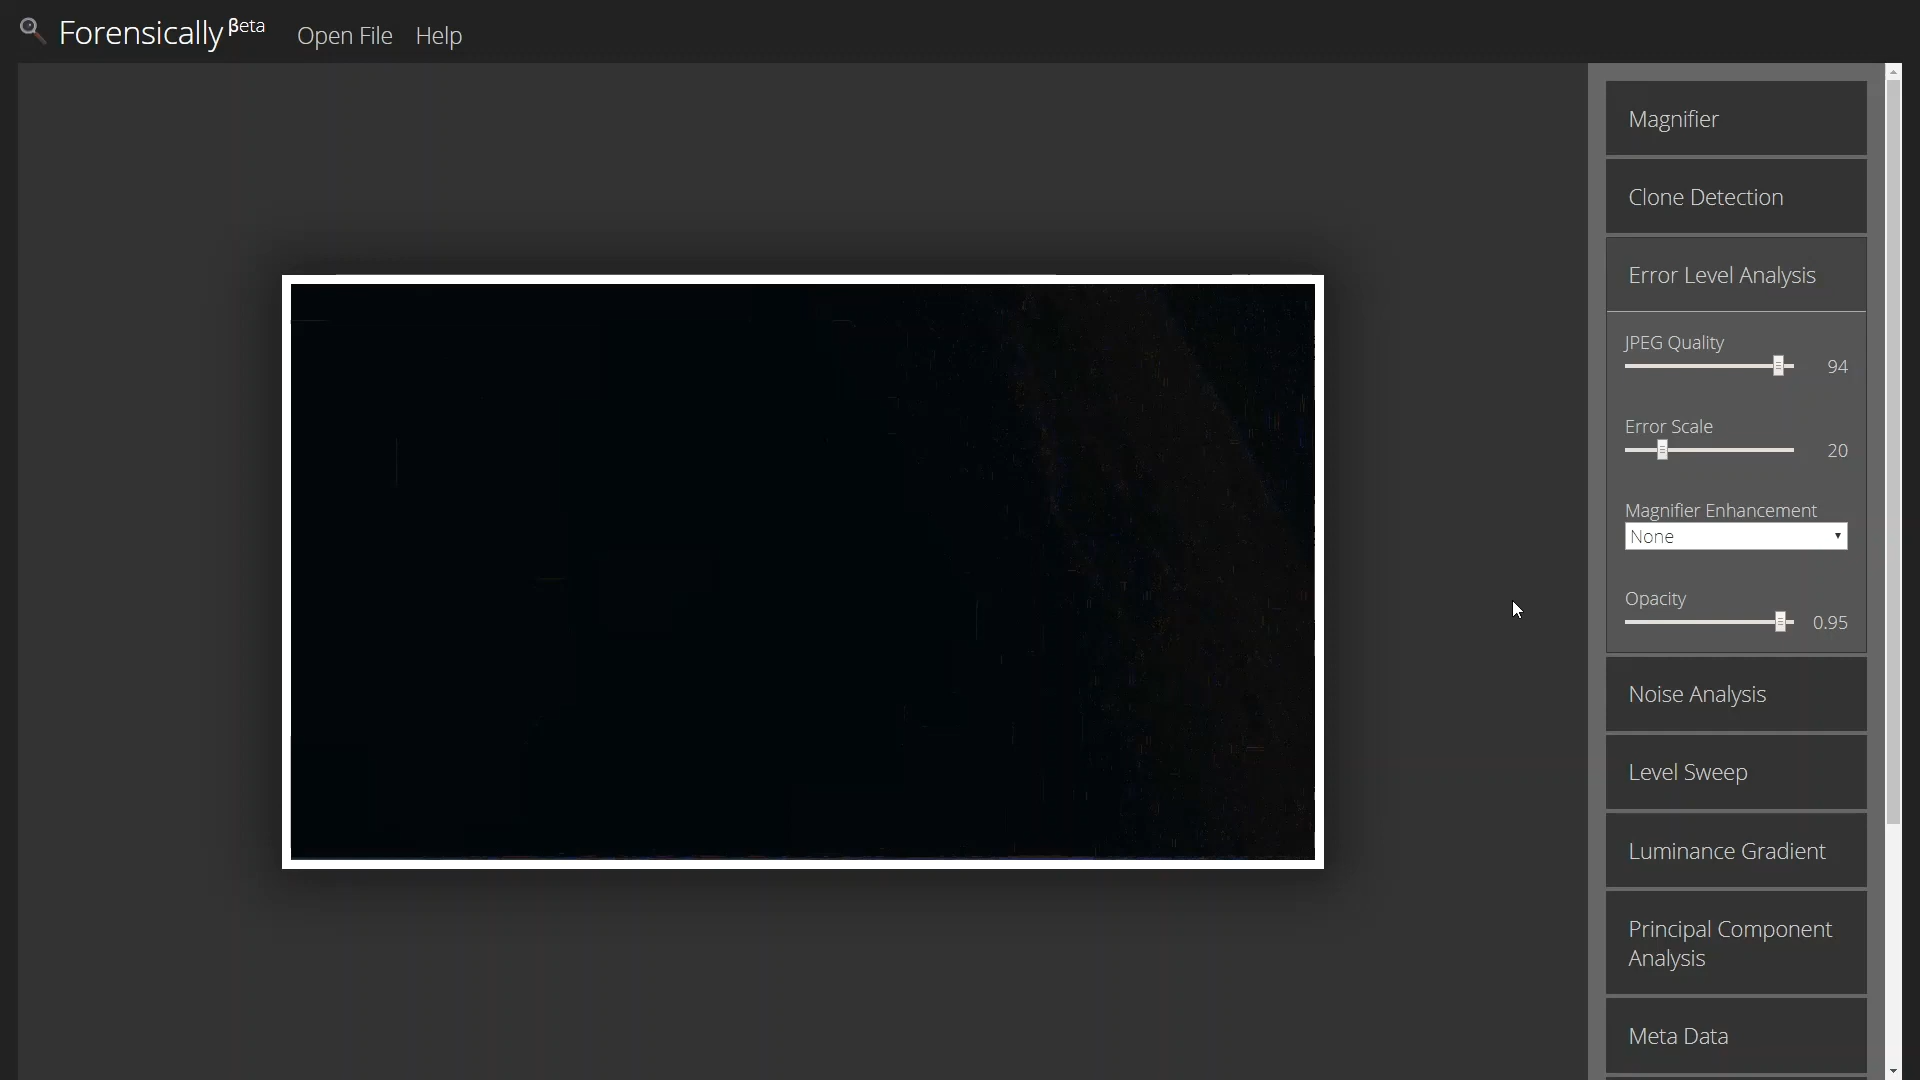 Forensically βeta Open File Help
Magnifier
Clone Detection
Error Level Analysis
JPEG Quality
94
Error Scale
20
Magnifier Enhancement
None
Opacity
0.95
Noise Analysis
Level Sweep
Luminance Gradient
Principal Component
Analysis
Meta Data